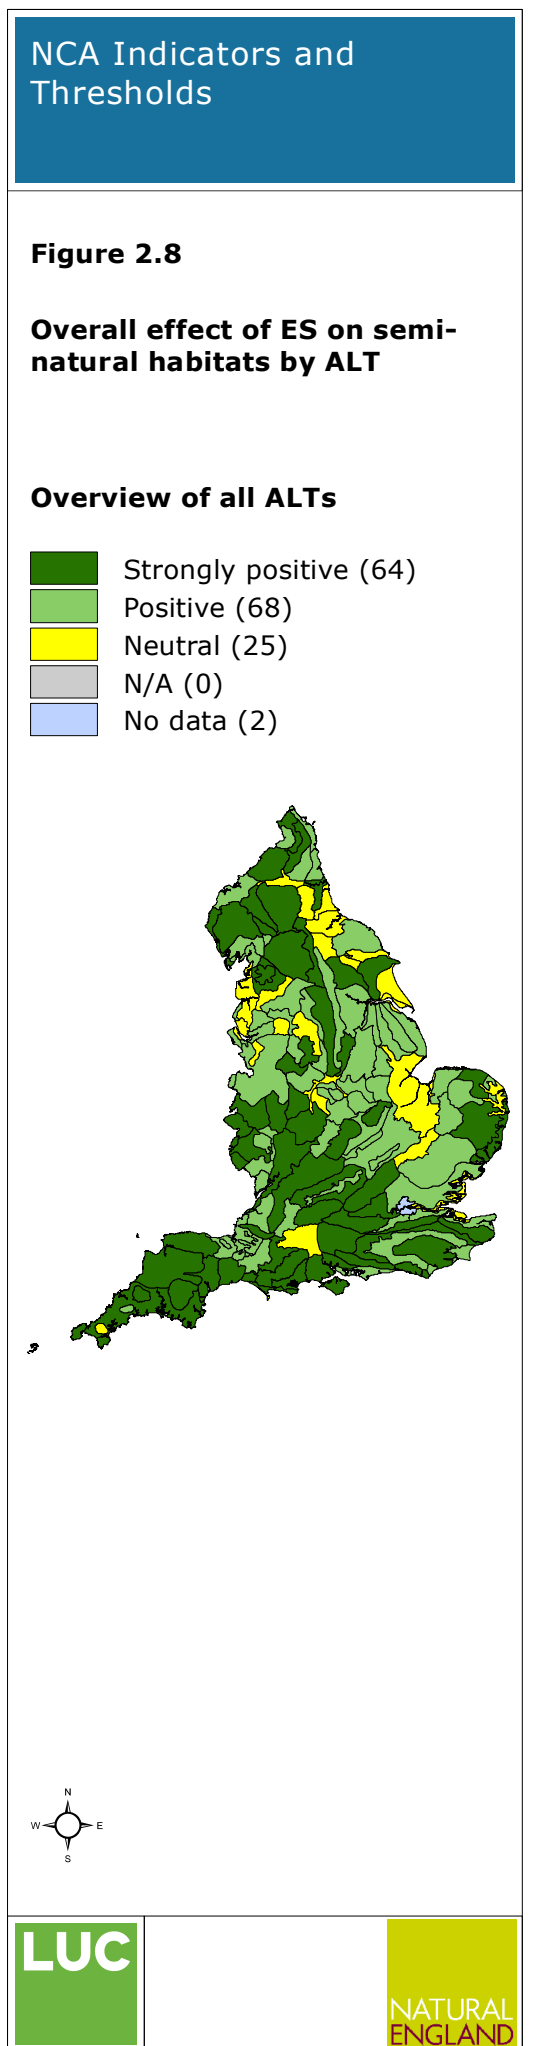 NCA Indicators and
Thresholds
Figure 2.8
Overall effect of ES on semi-
natural habitats by ALT
Overview of all ALTs
Strongly positive (64)
Positive (68)
Neutral (25)
N/A (0)
No data (2)
N
W E
S
LUC
NATURAL
ENGLAND